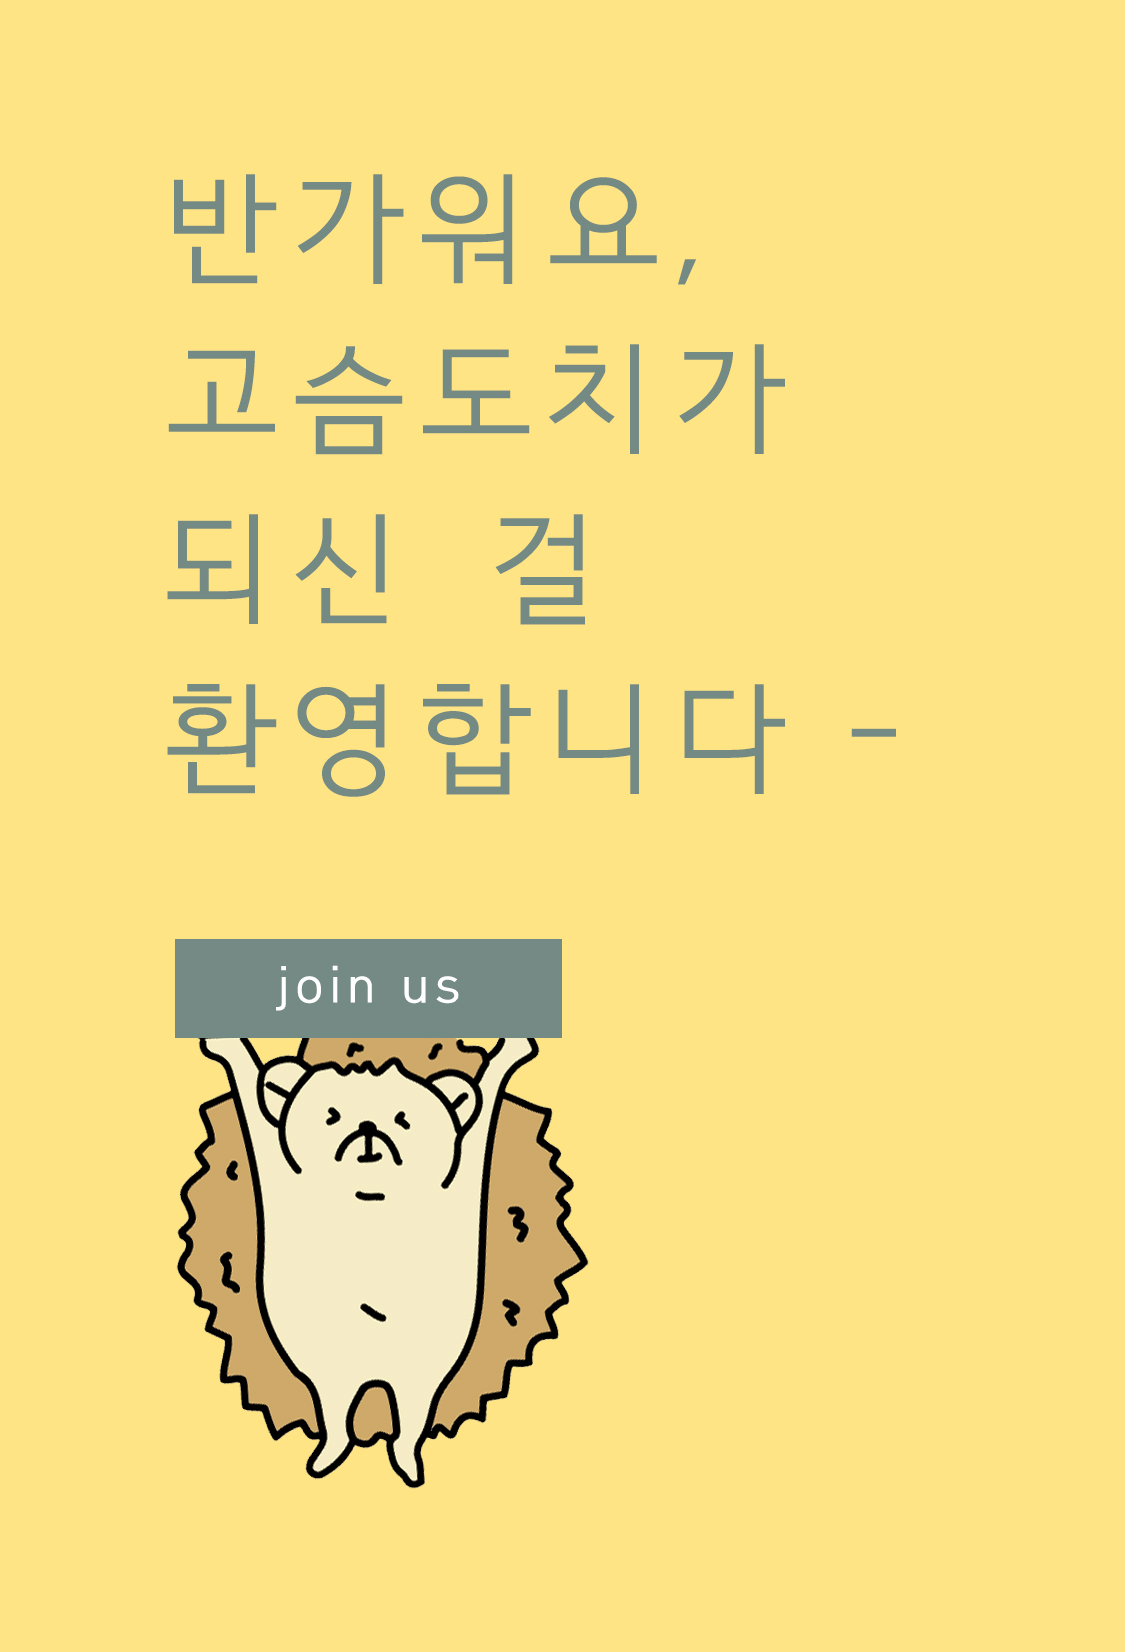 반가워요,
고슴도치가
되신 걸
환영합니다 -
join us